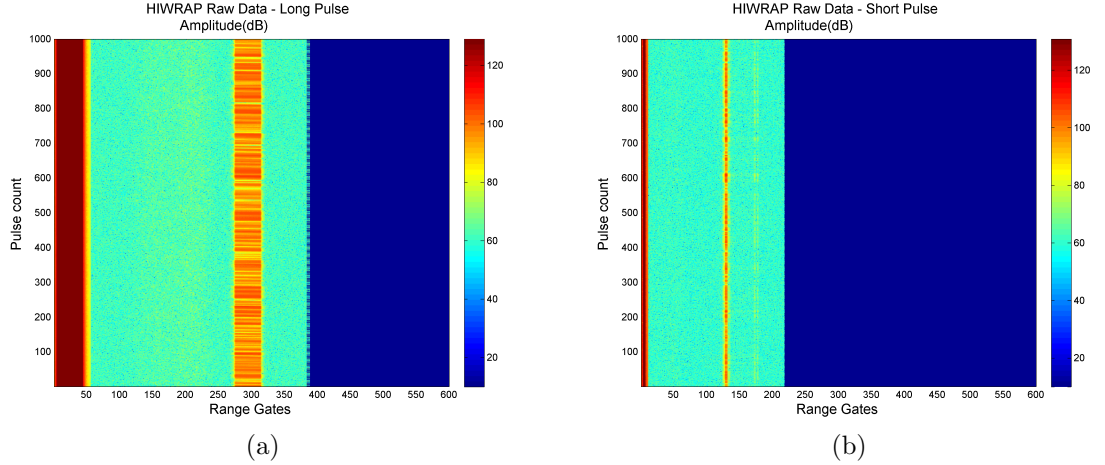 HIWRAP Raw Data - Long Pulse
Amplitude(dB)
1000
900
800
700
600
500
400
300
200
100
Pulse count
50 100 150 200 250 300 350 400 450 500 550 600
Range Gates
120
100
80
60
40
20
(a)
HIWRAP Raw Data - Short Pulse
Amplitude(dB)
1000
900
800
700
600
500
400
300
200
100
Pulse count
50 100 150 200 250 300 350 400 450 500 550 600
Range Gates
120
100
80
60
40
20
(b)